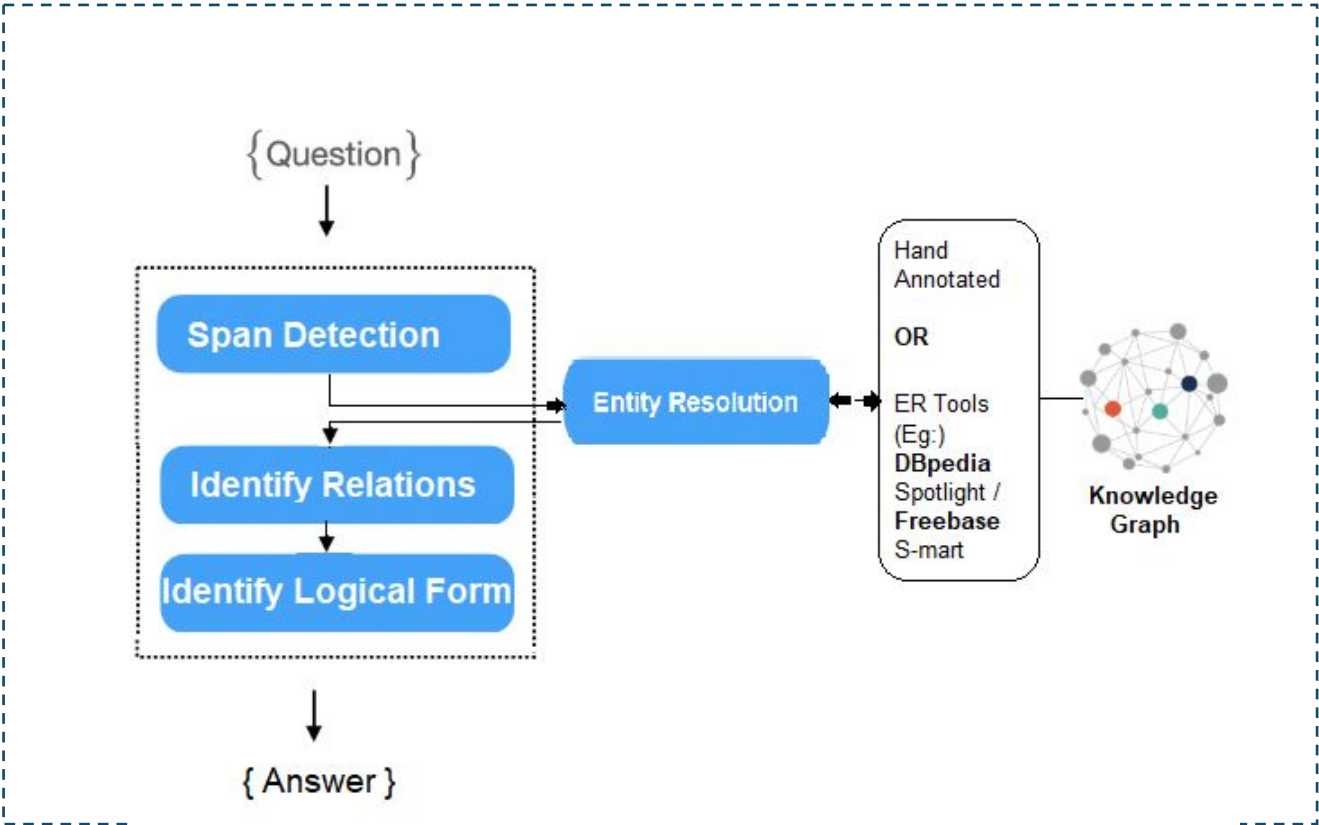 {Question}
Span Detection
Entity Resolution
Identify Relations
Identify Logical Form
{ Answer }
Hand
Annotated
OR
ER Tools
(Eg:)
DBpedia
Spotlight /
Freebase
S-mart
Knowledge
Graph